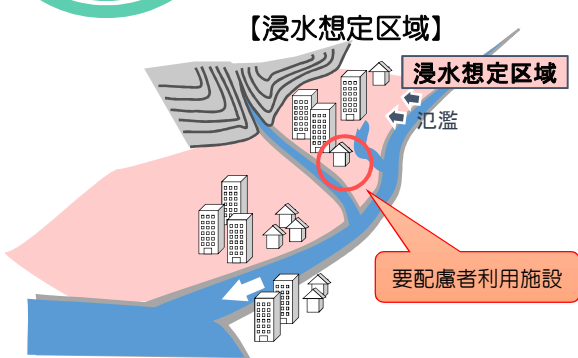 【浸水想定区域】
浸水想定区域
氾濫
要配慮者利用施設